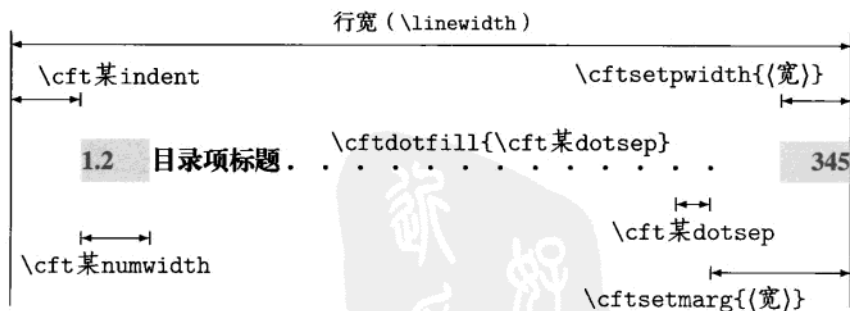 行宽（\linewidth）
\cft某indent \cftsetpwidth{⟨宽⟩}
\cftdotfill{\cft某dotsep}
1.2 目录项标题. . . . . . . . . . . . . 345
\cft某dotsep
\cft某numwidth
\cftsetmarg{⟨宽⟩}